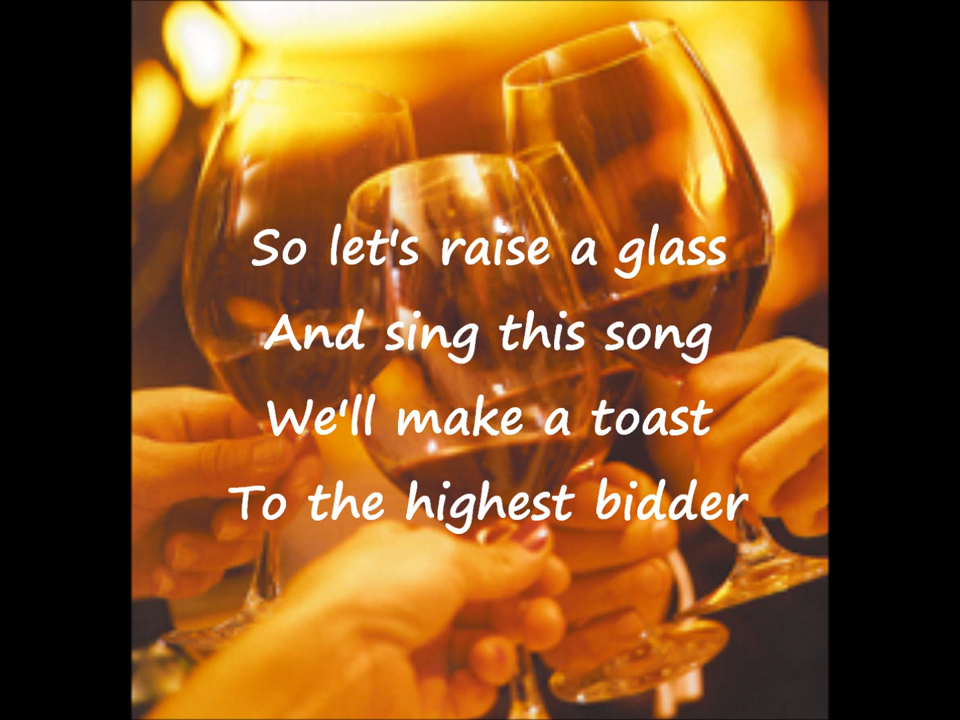 So let's raise a glass
And sing this song
We'll make a toast
To the highest bidder